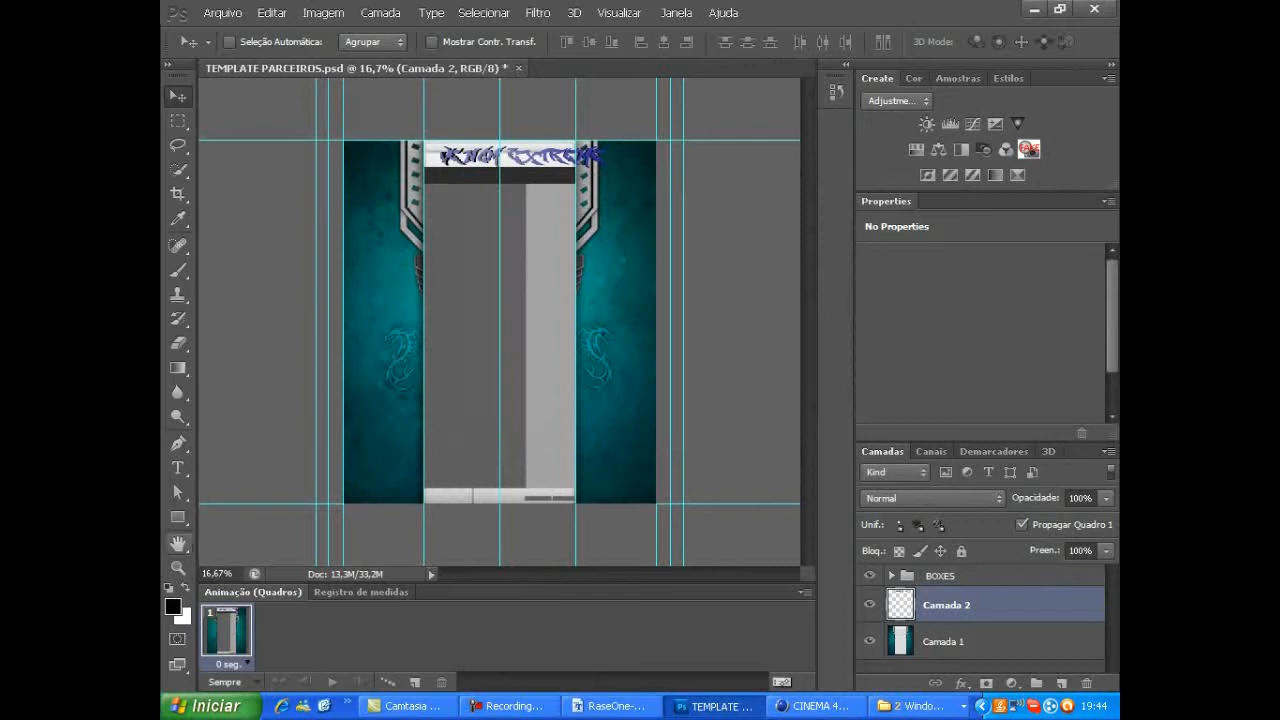 Ps Arquivo Editar Imagem Camada Type Selecionar Filtro 3D Visualizar Janela Ajuda
Seleção Automática: Agrupar Mostrar Contr. Transf. 3D Mode:
TEMPLATE PARCEIROS.psd @ 16,7% (Camada 2, RGB/8) * ×
Create Cor Amostras Estilos
Adjustme...
EXTREME
Properties
No Properties
Camadas Canais Demarcadores 3D
Kind
Normal Opacidade: 100%
Unif.: Propagar Quadro 1
Bloq.: Preen.: 100%
16,67% Doc: 13,3M/33,2M
BOXES
Animação (Quadros) Registro de medidas
Camada 2
1
Camada 1
0 seg.
Sempre
Iniciar Camtasia ... Recording... RaseOne-... TEMPLATE ... CINEMA 4... 2 Windo... 19:44